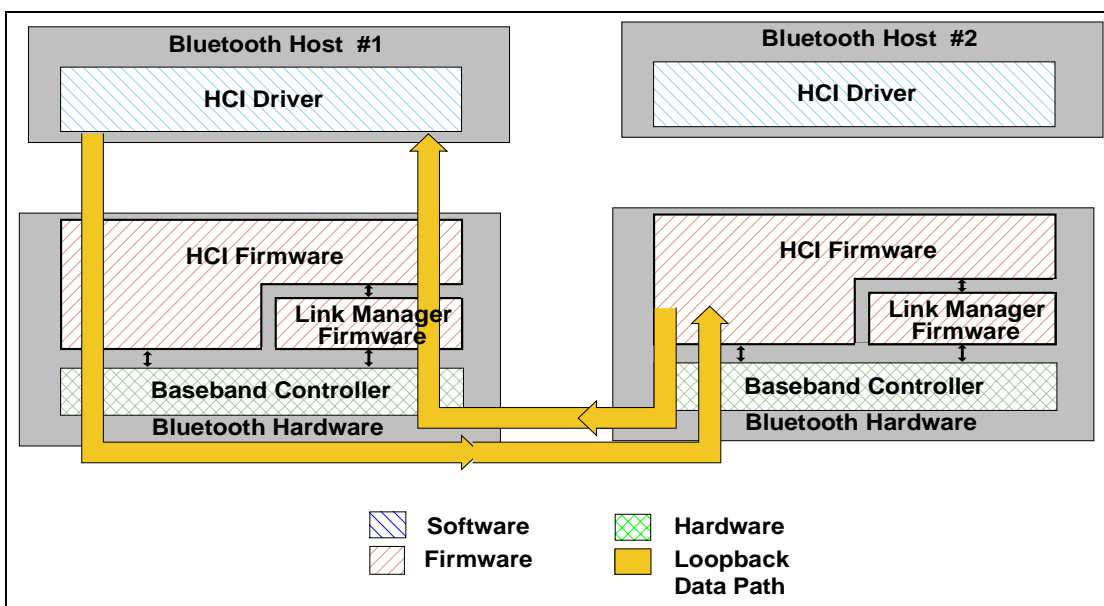 Bluetooth Host #1
HCI Driver
Bluetooth Host #2
HCI Driver
HCI Firmware
Link Manager
Firmware
Baseband Controller
Bluetooth Hardware
HCI Firmware
Link Manager
Firmware
Baseband Controller
Bluetooth Hardware
Software
Firmware
Hardware
Loopback
Data Path